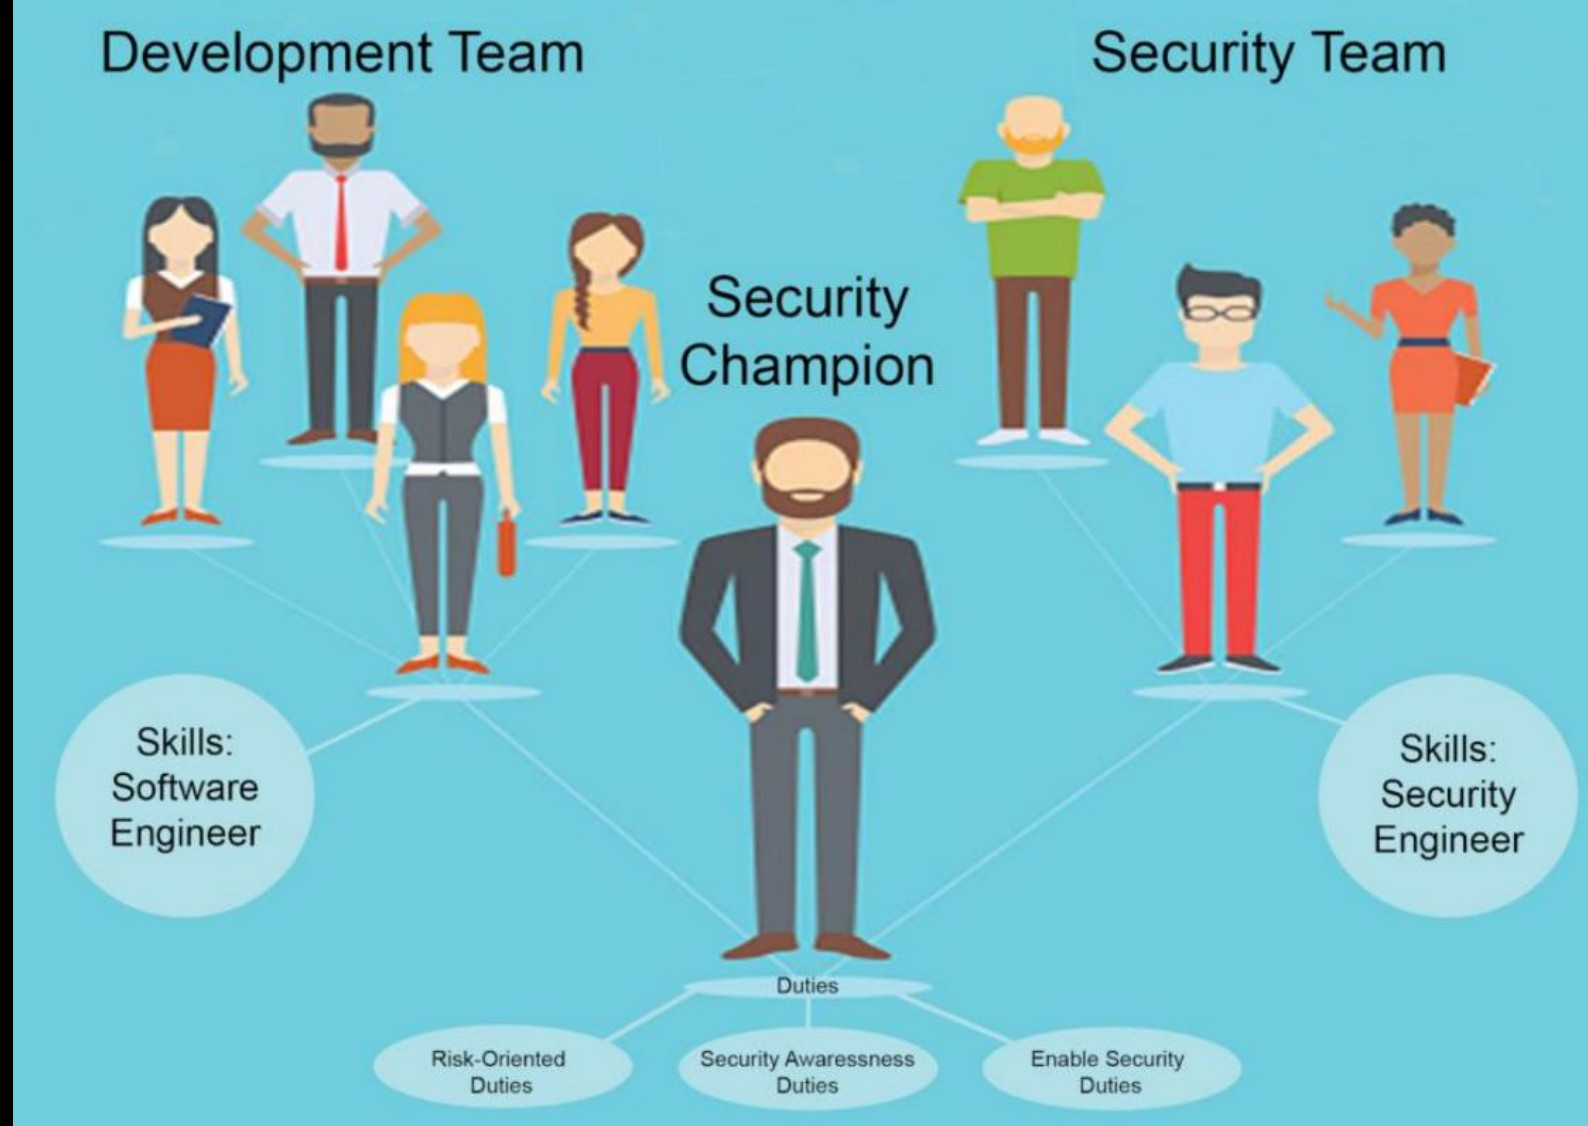 Development Team
Security Team
Security
Champion
Skills:
Software
Engineer
Skills:
Security
Engineer
Duties
Risk-Oriented
Duties
Security Awaressness
Duties
Enable Security
Duties